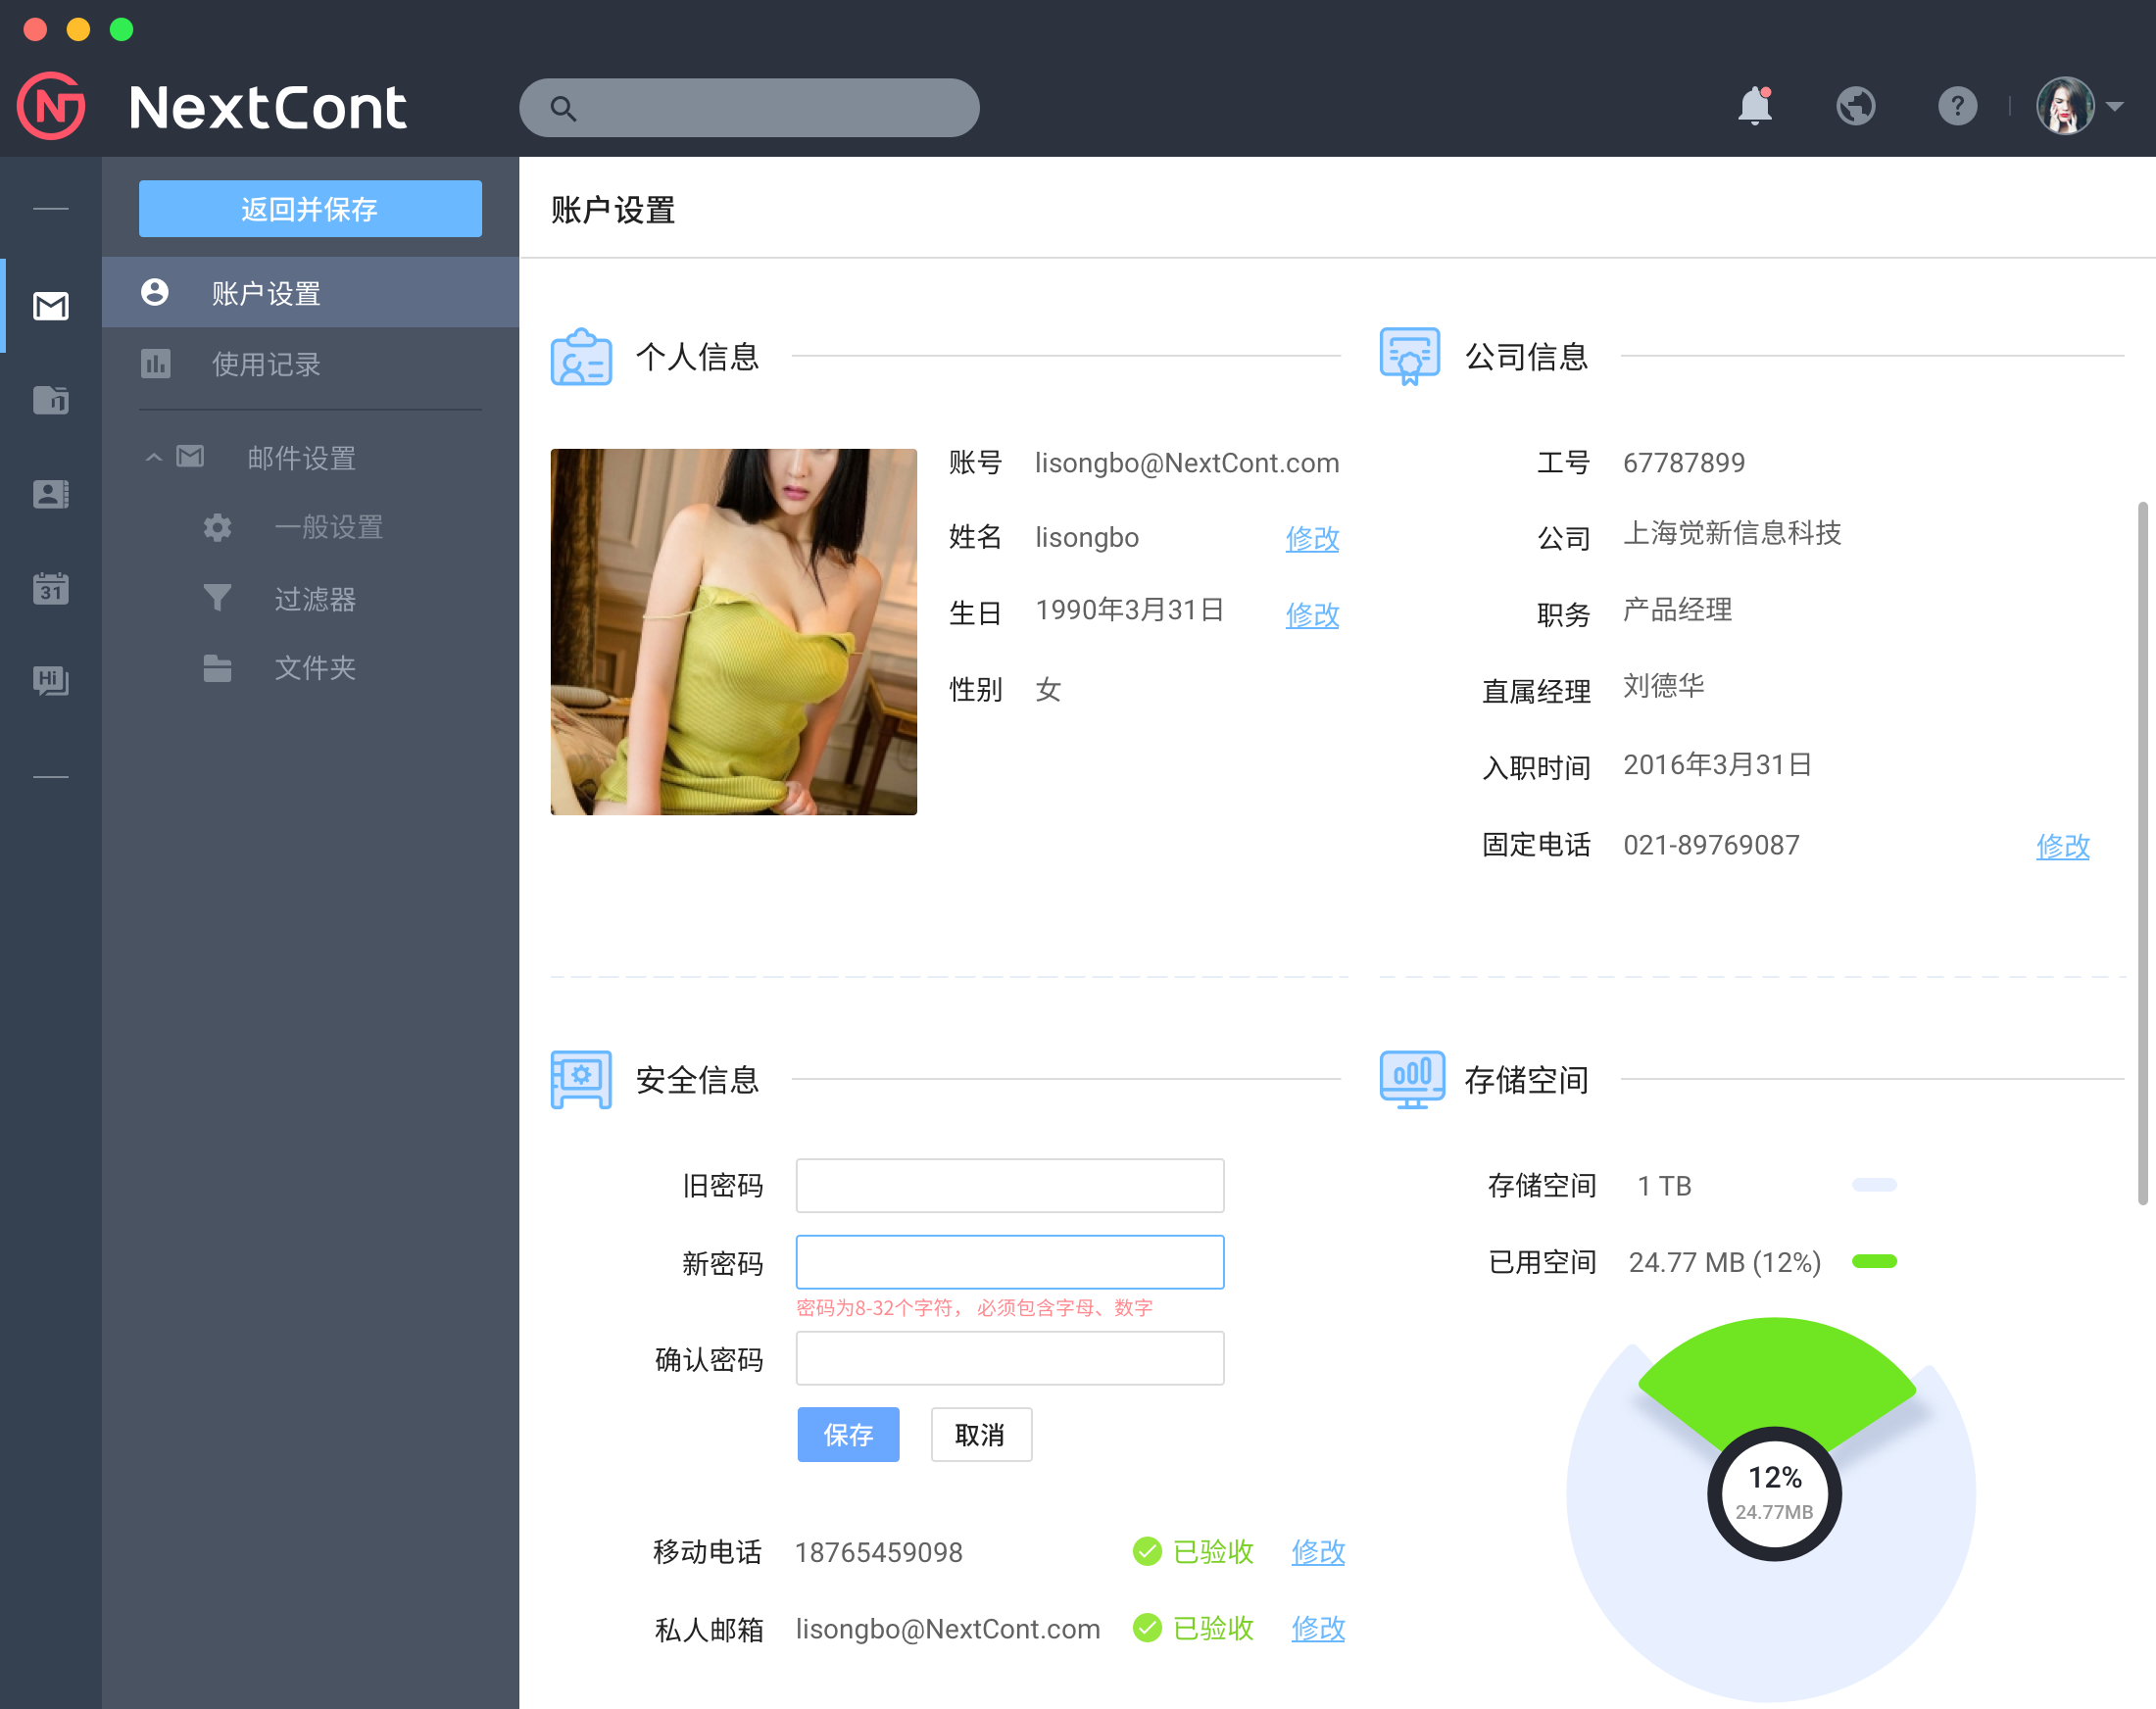 NextCont
返回并保存
账户设置
使用记录
邮件设置
一般设置
过滤器
文件夹
31
Hi
账户设置
个人信息
账号 lisongbo@NextCont.com
姓名 lisongbo 修改
生日 1990年3月31日 修改
性别 女
公司信息
工号 67787899
公司 上海觉新信息科技
职务 产品经理
直属经理 刘德华
入职时间 2016年3月31日
固定电话 021-89769087 修改
安全信息
旧密码
新密码
密码为8-32个字符， 必须包含字母、数字
确认密码
保存 取消
移动电话 18765459098 已验收 修改
私人邮箱 lisongbo@NextCont.com 已验收 修改
存储空间
存储空间 1 TB
已用空间 24.77 MB (12%)
12%
24.77MB